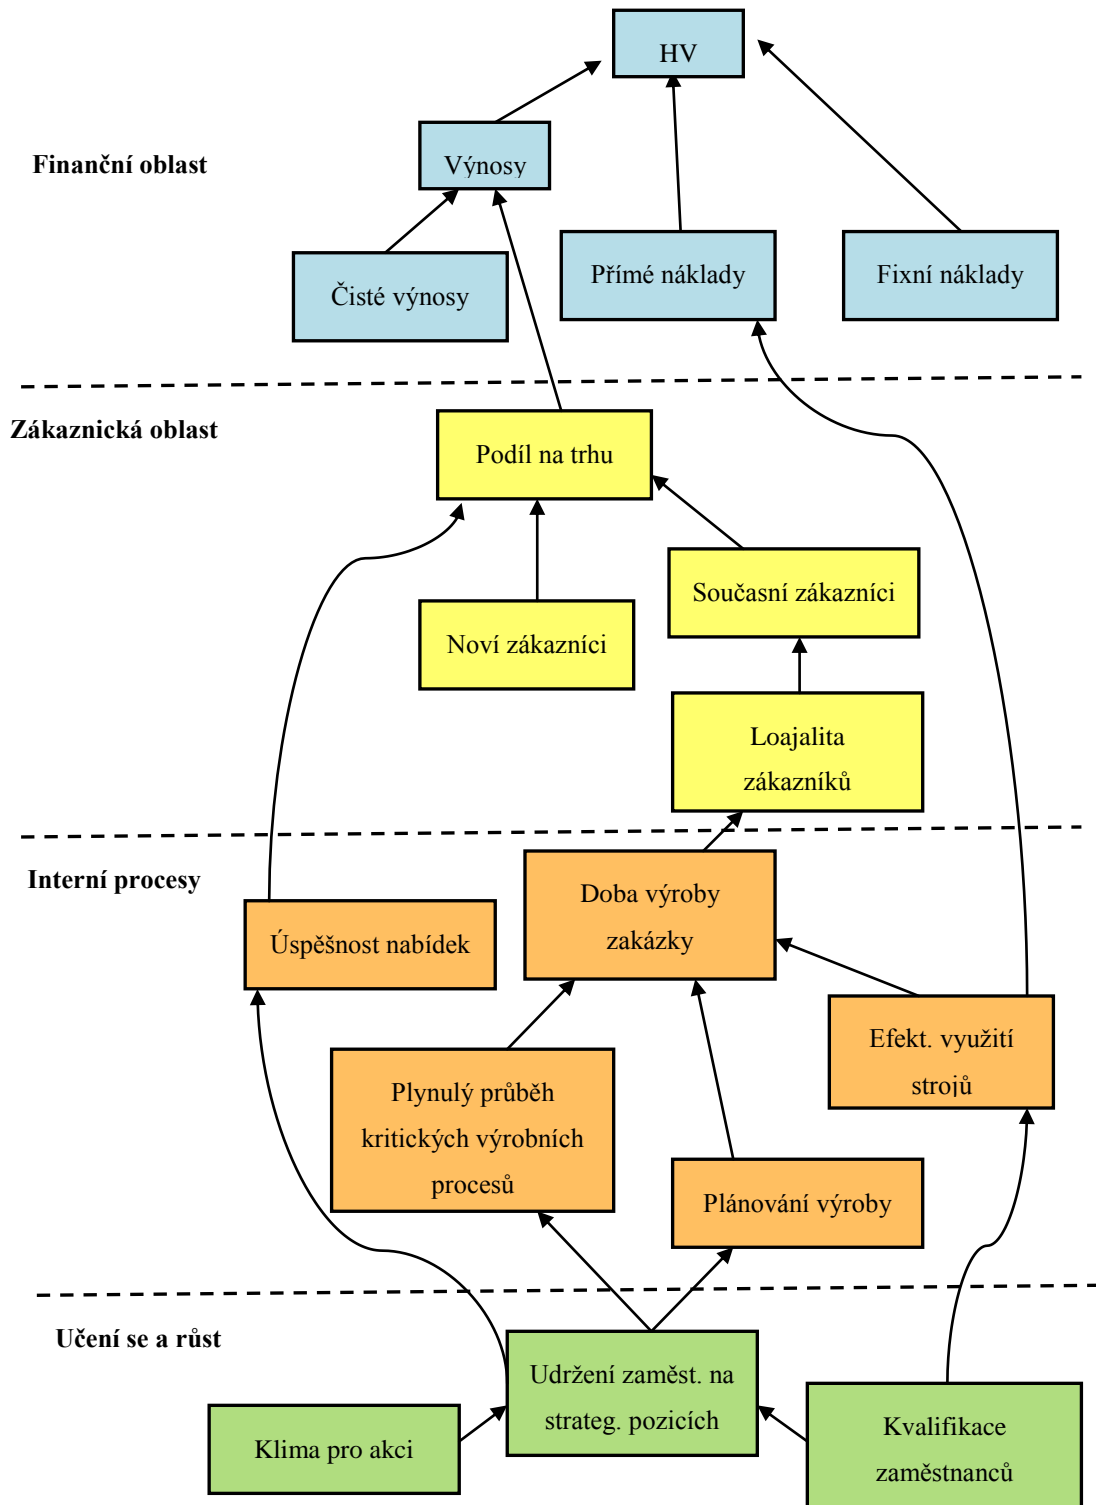 HV
Výnosy
Finanční oblast
Čisté výnosy
Přímé náklady
Fixní náklady
Zákaznická oblast
Podíl na trhu
Současní zákazníci
Noví zákazníci
Loajalita
zákazníků
Interní procesy
Doba výroby
zakázky
Úspěšnost nabídek
Efekt. využití
strojů
Plynulý průběh
kritických výrobních
procesů
Plánování výroby
Učení se a růst
Udržení zaměst. na
strateg. pozicích
Klima pro akci
Kvalifikace
zaměstnanců